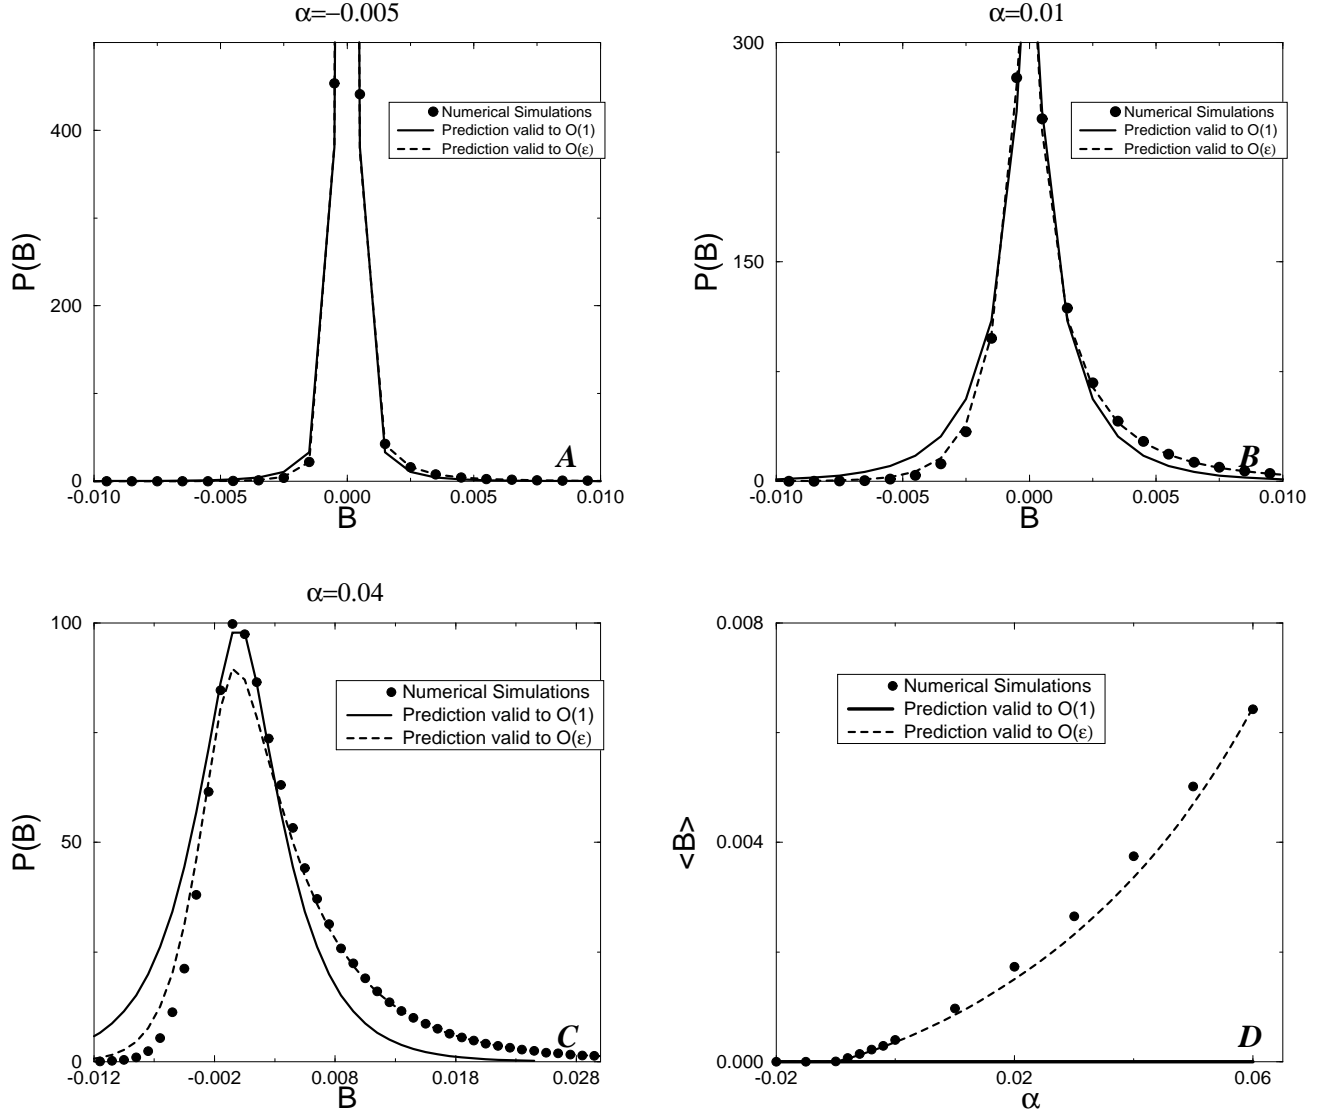 α=−0.005
400
200
0
P(B)
Numerical Simulations
Prediction valid to O(1)
Prediction valid to O(ε)
A
-0.010 -0.005 0.000 0.005 0.010
B
α=0.01
300
150
0
P(B)
Numerical Simulations
Prediction valid to O(1)
Prediction valid to O(ε)
B
-0.010 -0.005 0.000 0.005 0.010
B
α=0.04
100
50
0
P(B)
Numerical Simulations
Prediction valid to O(1)
Prediction valid to O(ε)
C
-0.012 -0.002 0.008 0.018 0.028
B
0.008
0.004
0.000
<B>
Numerical Simulations
Prediction valid to O(1)
Prediction valid to O(ε)
D
-0.02 0.02 0.06
α